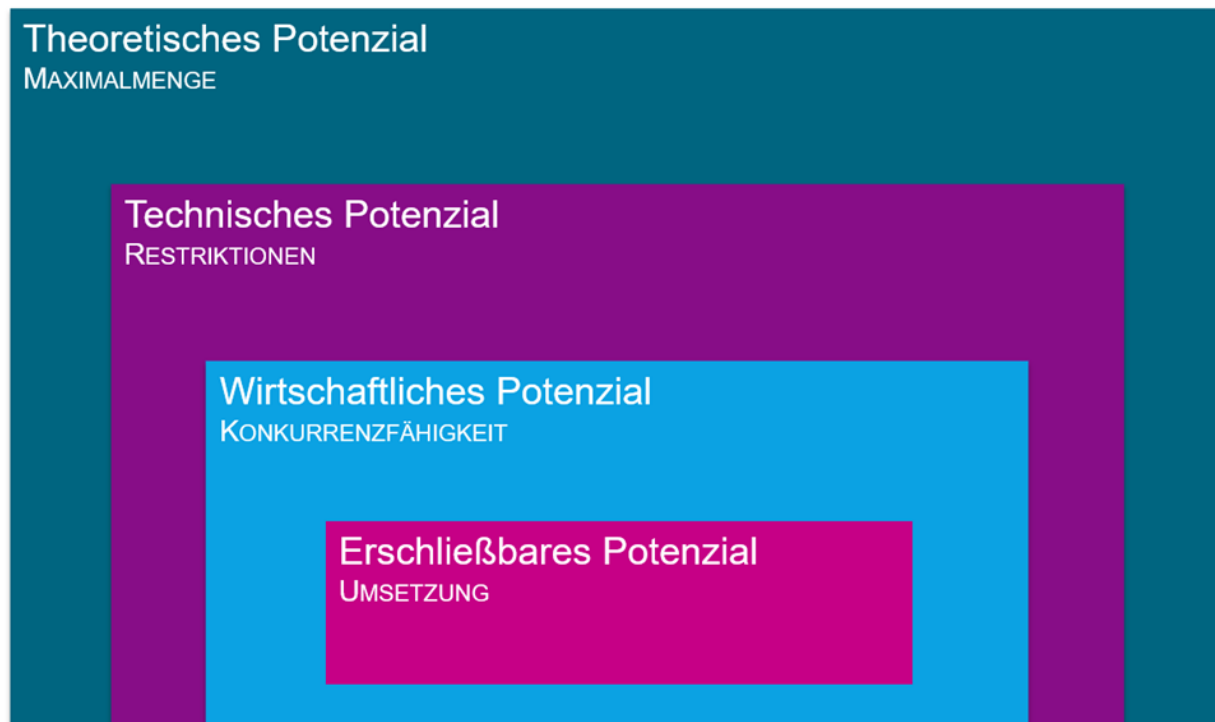 Theoretisches Potenzial
MAXIMALMENGE
Technisches Potenzial
RESTRIKTIONEN
Wirtschaftliches Potenzial
KONKURRENZFÄHIGKEIT
Erschließbares Potenzial
UMSETZUNG